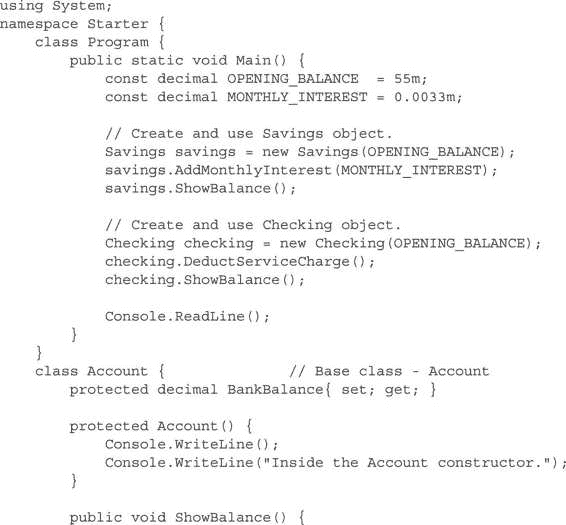 using System;
namespace Starter {
    class Program {
        public static void Main() {
            const decimal OPENING_BALANCE  = 55m;
            const decimal MONTHLY_INTEREST = 0.0033m;

            // Create and use Savings object.
            Savings savings = new Savings(OPENING_BALANCE);
            savings.AddMonthlyInterest(MONTHLY_INTEREST);
            savings.ShowBalance();

            // Create and use Checking object.
            Checking checking = new Checking(OPENING_BALANCE);
            checking.DeductServiceCharge();
            checking.ShowBalance();

            Console.ReadLine();
        }
    }
    class Account {              // Base class - Account
        protected decimal BankBalance{ set; get; }

        protected Account() {
            Console.WriteLine();
            Console.WriteLine("Inside the Account constructor.");
        }

        public void ShowBalance() {